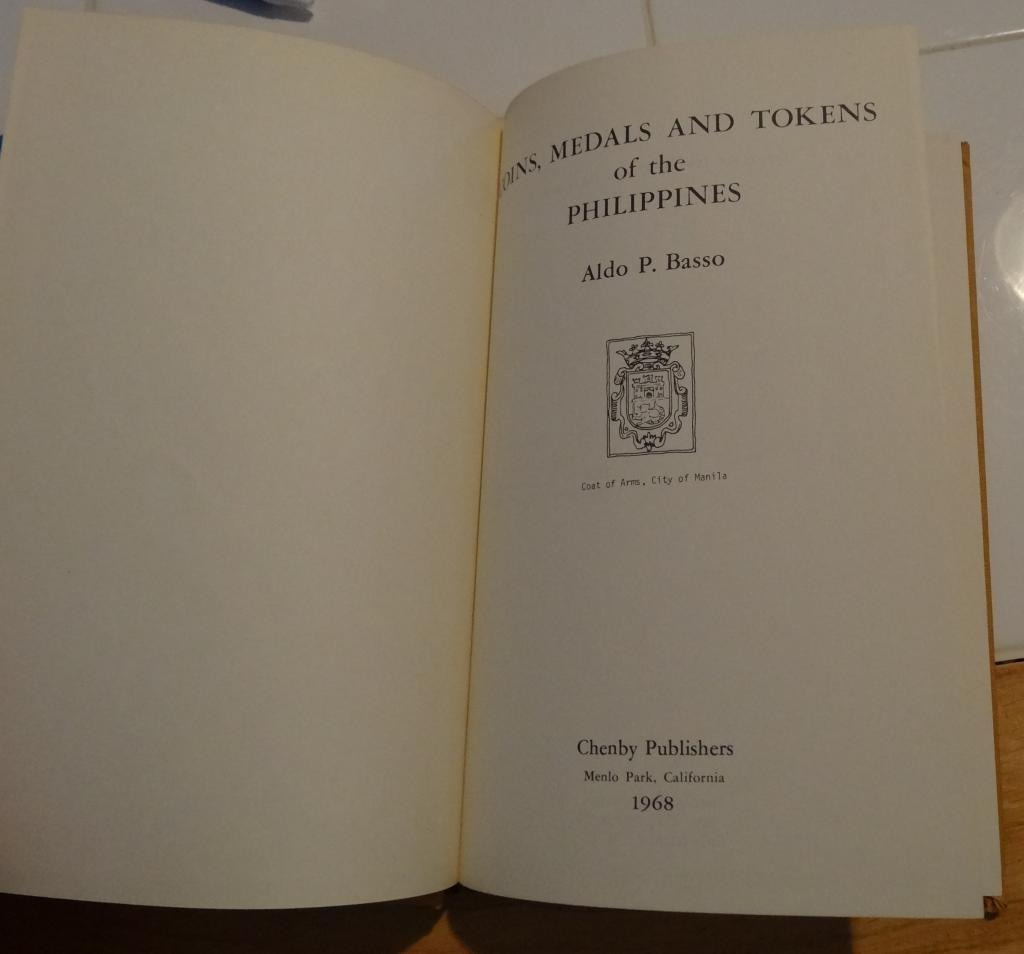 OINS, MEDALS AND TOKENS
of the
PHILIPPINES
Aldo P. Basso
Coat of Arms, City of Manila
Chenby Publishers
Menlo Park, California
1968